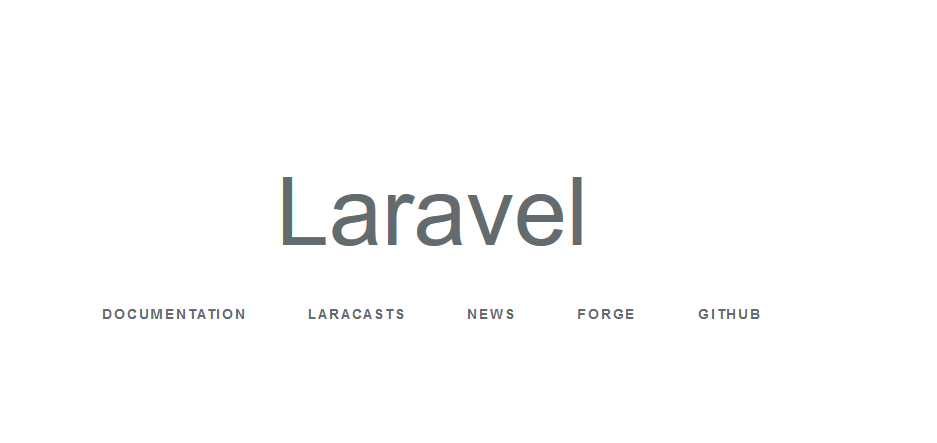 Laravel
DOCUMENTATION LARACASTS NEWS FORGE GITHUB